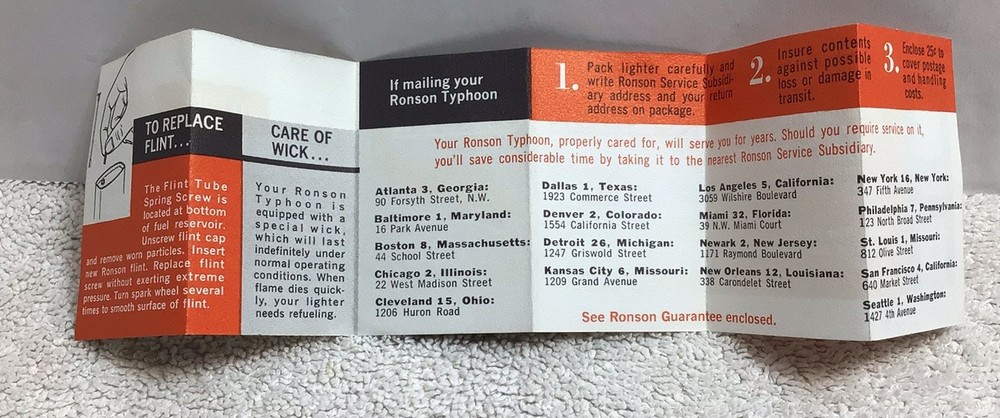 TO REPLACE
FLINT...
The Flint Tube
Spring Screw is
located at bottom
of fuel reservoir.
Unscrew flint cap
and remove worn particles. Insert
new Ronson flint. Replace flint
screw without exerting extreme
pressure. Turn spark wheel several
times to smooth surface of flint.
CARE OF
WICK...
Your Ronson
Typhoon is
equipped with a
special wick,
which will last
indefinitely under
normal operating
conditions. When
flame dies quick-
ly, your lighter
needs refueling.
If mailing your
Ronson Typhoon
1. Pack lighter carefully and
write Ronson Service Subsidi-
ary address and your return
address on package.
2. Insure contents
against possible
loss or damage in
transit.
3. Enclose 25¢ to
cover postage
and handling
costs.
Your Ronson Typhoon, properly cared for, will serve you for years. Should you require service on it,
you'll save considerable time by taking it to the nearest Ronson Service Subsidiary.
Atlanta 3, Georgia:
90 Forsyth Street, N.W.
Baltimore 1, Maryland:
16 Park Avenue
Boston 8, Massachusetts:
44 School Street
Chicago 2, Illinois:
22 West Madison Street
Cleveland 15, Ohio:
1206 Huron Road
Dallas 1, Texas:
1923 Commerce Street
Denver 2, Colorado:
1554 California Street
Detroit 26, Michigan:
1247 Griswold Street
Kansas City 6, Missouri:
1209 Grand Avenue
Los Angeles 5, California:
3059 Wilshire Boulevard
Miami 32, Florida:
39 N.W. Miami Court
Newark 2, New Jersey:
1171 Raymond Boulevard
New Orleans 12, Louisiana:
338 Carondelet Street
New York 16, New York:
347 Fifth Avenue
Philadelphia 7, Pennsylvania:
123 North Broad Street
St. Louis 1, Missouri:
812 Olive Street
San Francisco 4, California:
640 Market Street
Seattle 1, Washington:
1427 4th Avenue
See Ronson Guarantee enclosed.